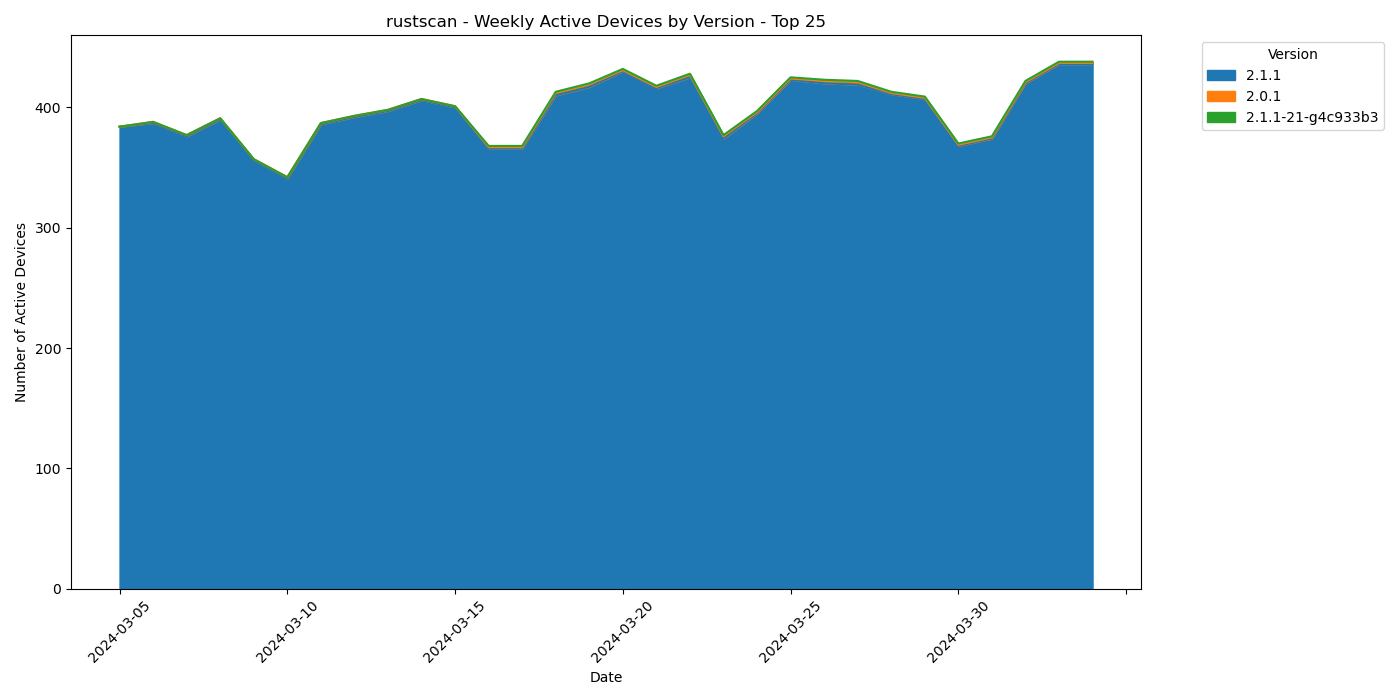 rustscan - Weekly Active Devices by Version - Top 25
Number of Active Devices
400
300
200
100
0
2024-03-05
2024-03-10
2024-03-15
2024-03-20
2024-03-25
2024-03-30
Date
Version
2.1.1
2.0.1
2.1.1-21-g4c933b3